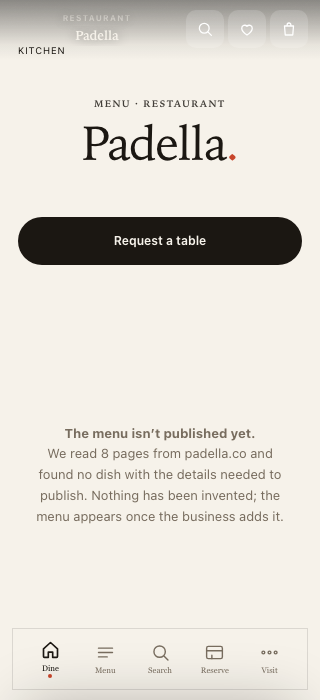 RESTAURANT
Padella
KITCHEN
MENU · RESTAURANT
Padella.
Request a table
The menu isn’t published yet.
We read 8 pages from padella.co and
found no dish with the details needed to
publish. Nothing has been invented; the
menu appears once the business adds it.
Dine
Menu
Search
Reserve
Visit